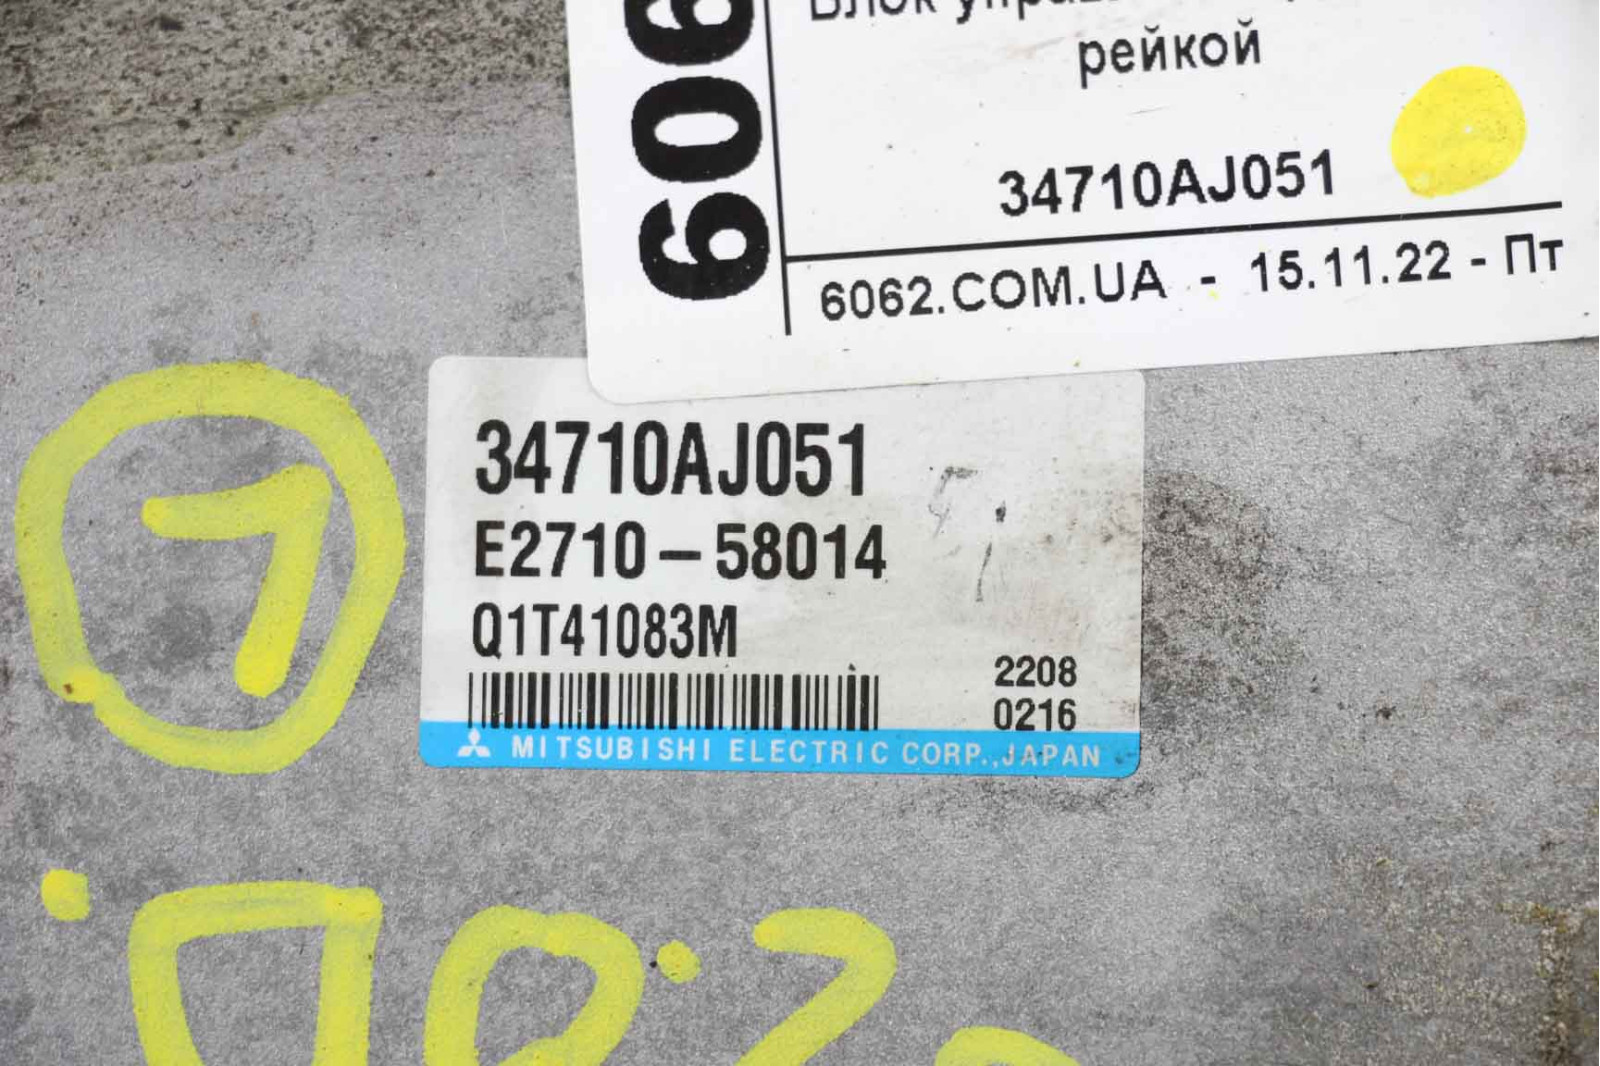 606
Блок
рейкой
34710AJ051
6062.COM.UA - 15.11.22 - Пт
34710AJ051
E2710-58014
Q1T41083M
2208
0216
MITSUBISHI ELECTRIC CORP., JAPAN